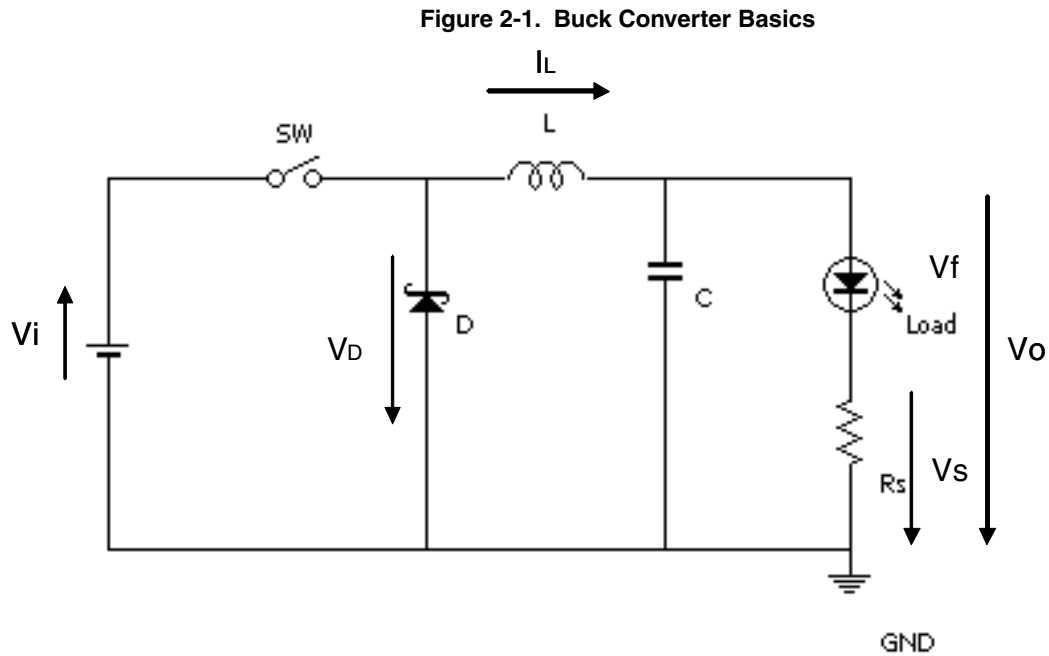 Figure 2-1. Buck Converter Basics
IL
L
SW
Vi
VD
D
C
Vf
Load
Vo
Rs
Vs
GND